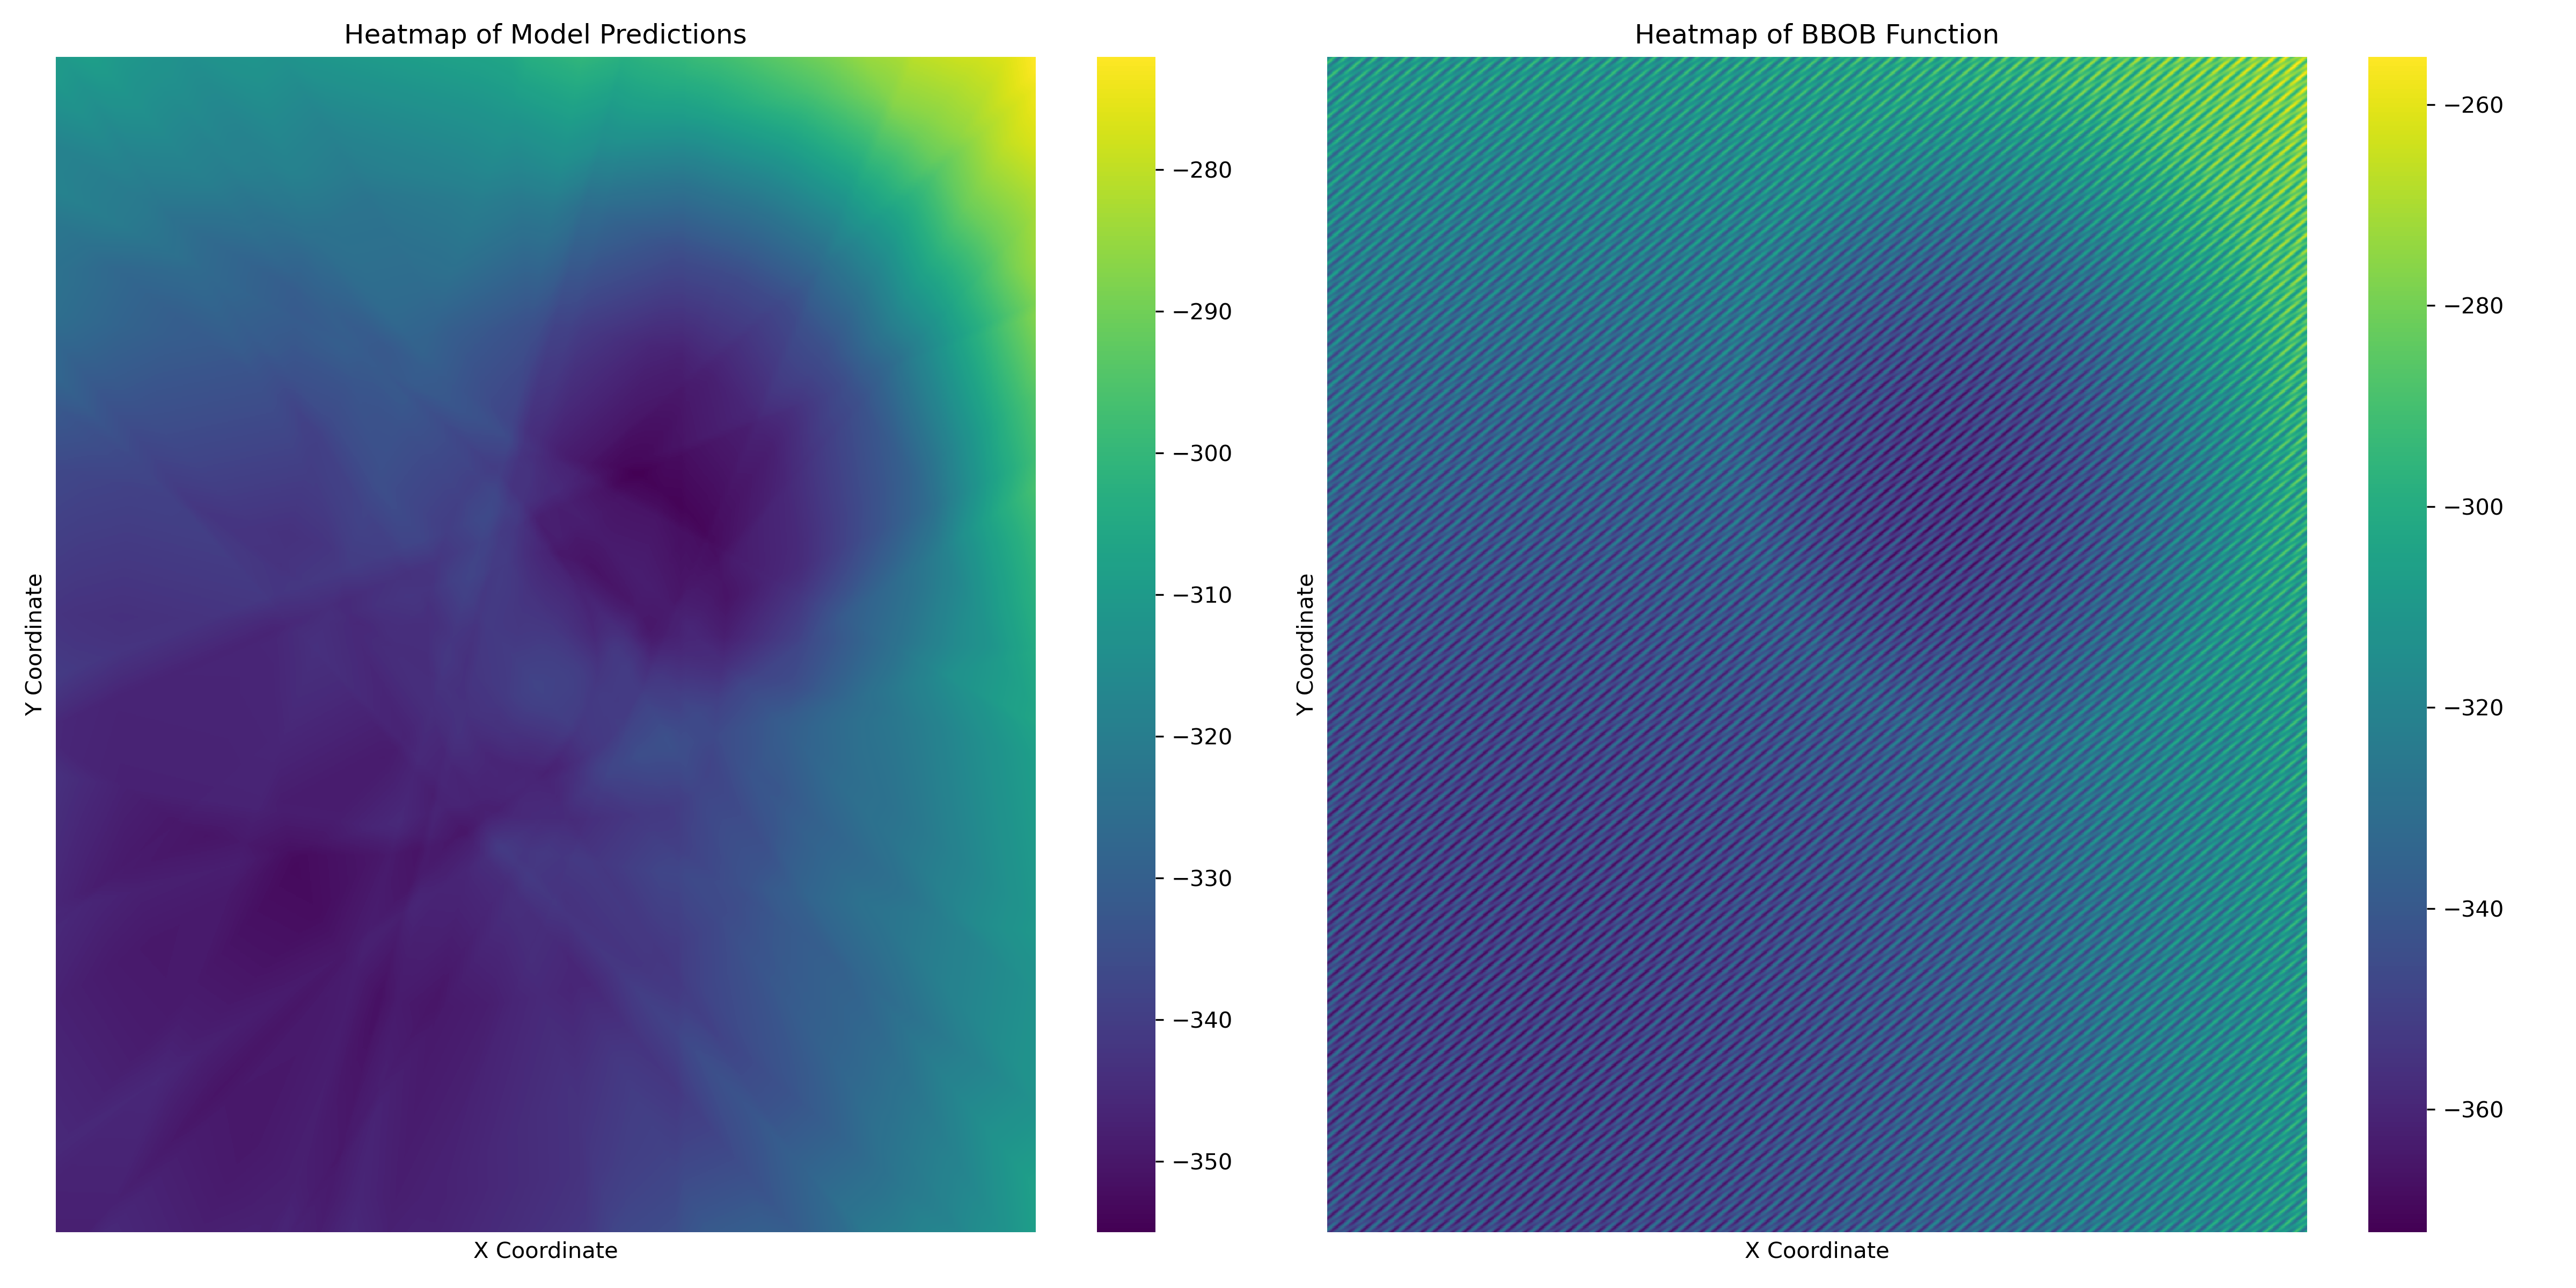 Heatmap of Model Predictions
Y Coordinate
X Coordinate
−280
−290
−300
−310
−320
−330
−340
−350
Heatmap of BBOB Function
Y Coordinate
X Coordinate
−260
−280
−300
−320
−340
−360